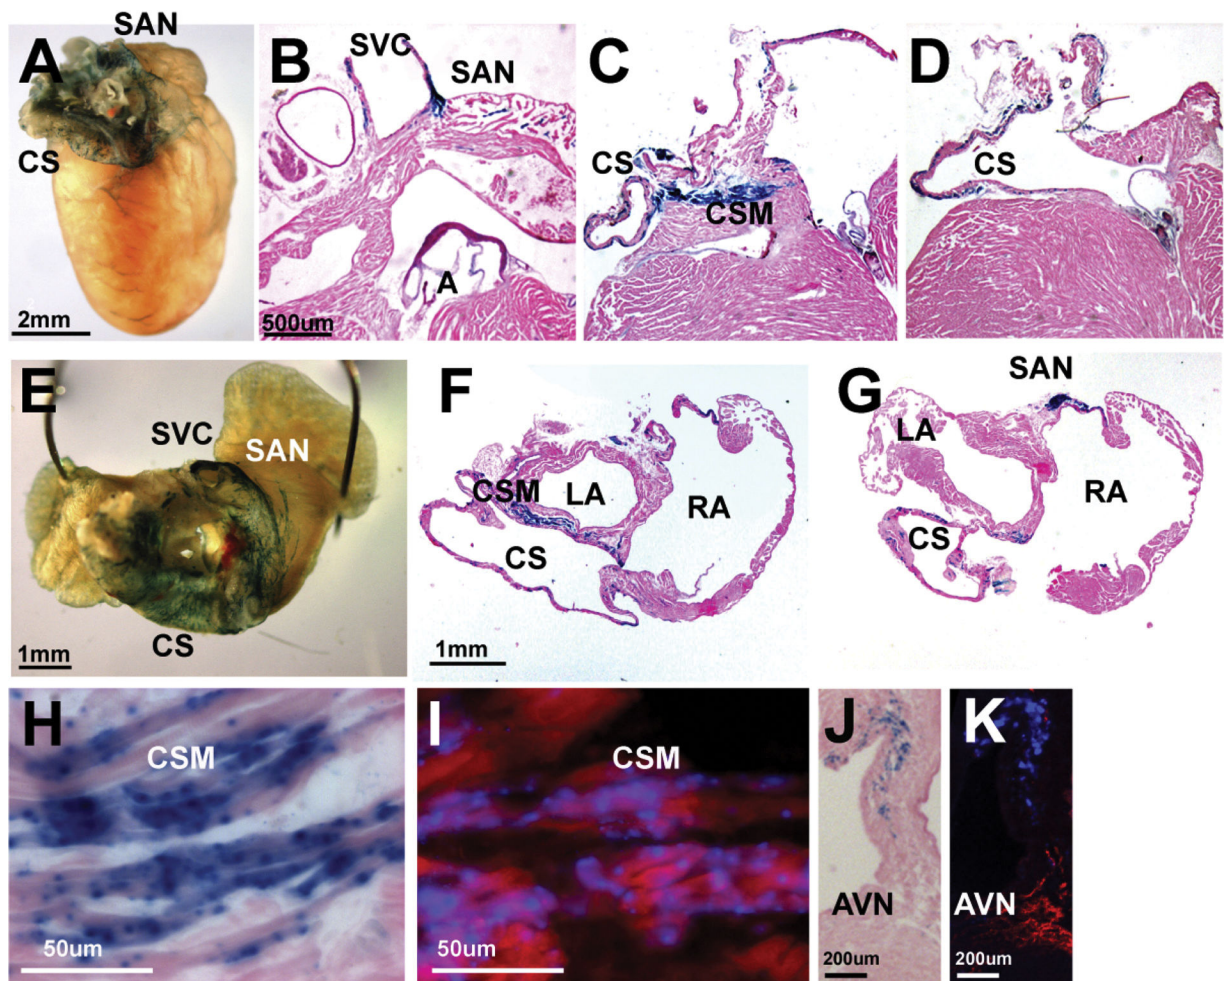 SAN
A
CS
2mm
B
SVC
SAN
A
500um
C
CS
CSM
D
CS
E
SVC
SAN
CS
1mm
F
CSM
LA
RA
CS
1mm
G
SAN
LA
RA
CS
H
CSM
50um
I
CSM
50um
J
AVN
200um
K
AVN
200um